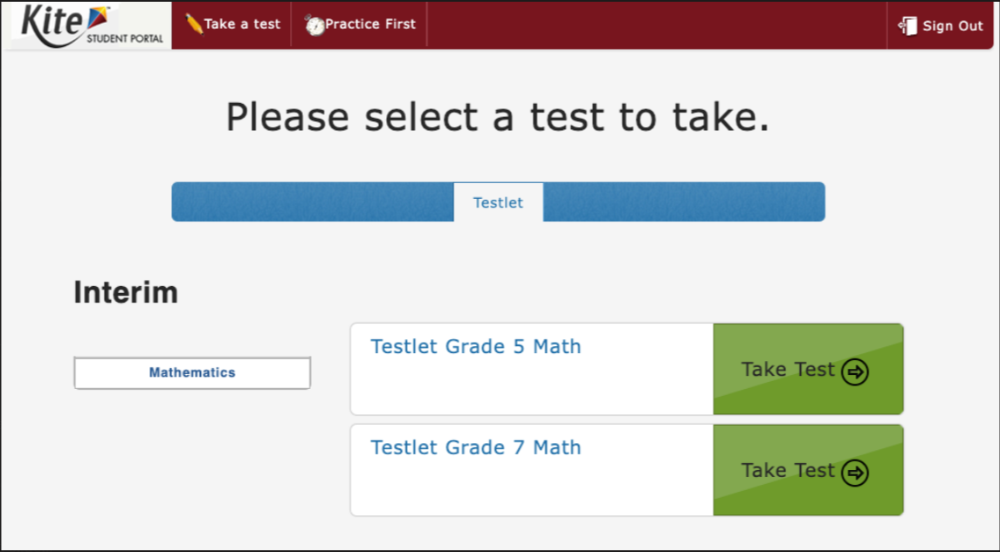 Kite
STUDENT PORTAL
Take a test
Practice First
Sign Out
Please select a test to take.
Testlet
Interim
Mathematics
Testlet Grade 5 Math
Take Test
Testlet Grade 7 Math
Take Test